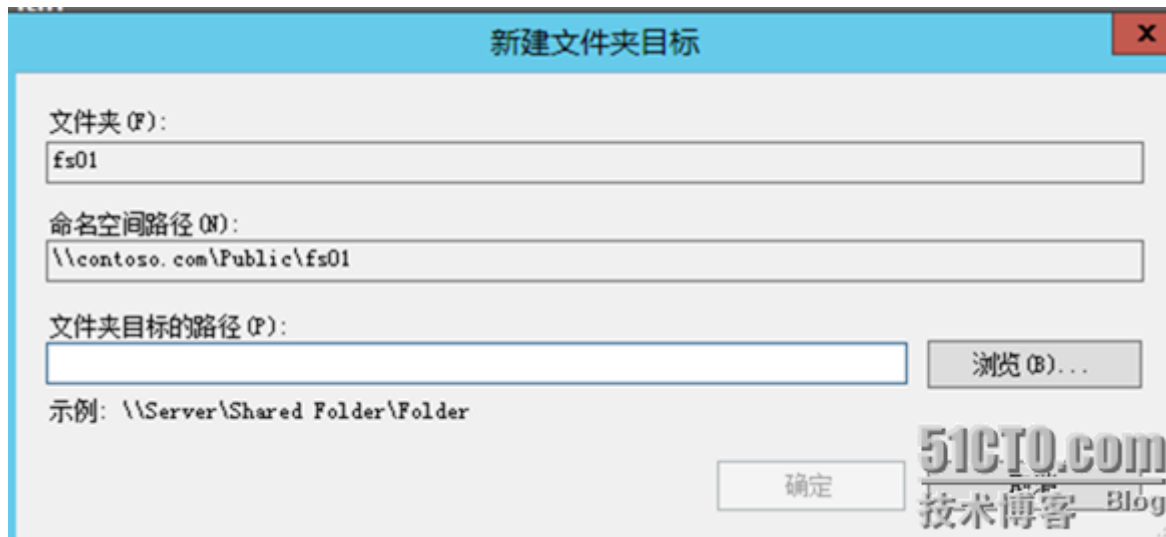 新建文件夹目标
文件夹(F):
fs01
命名空间路径(N):
\\contoso.com\Public\fs01
文件夹目标的路径(P):
浏览(B)...
示例: \\Server\Shared Folder\Folder
确定
51CTO.com
技术博客 Blog